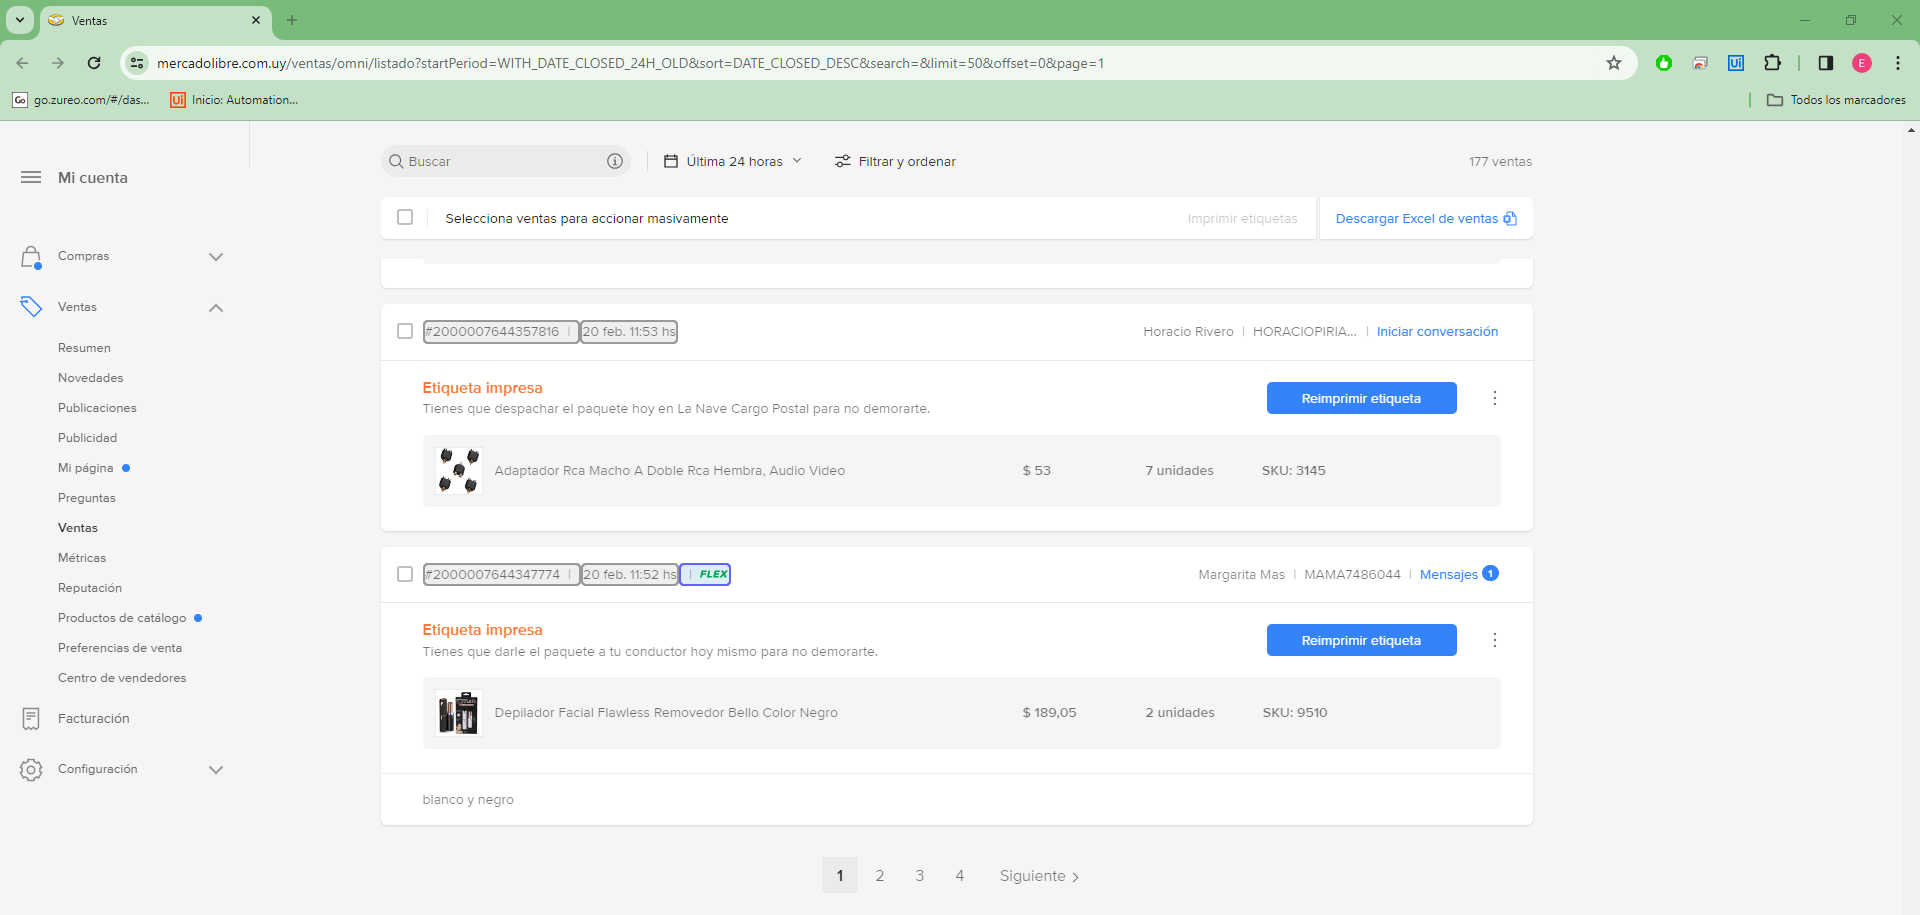 Ventas
mercadolibre.com.uy/ventas/omni/listado?startPeriod=WITH_DATE_CLOSED_24H_OLD&sort=DATE_CLOSED_DESC&search=&limit=50&offset=0&page=1
Ui
E
Go go.zureo.com/#/das...
Ui Inicio: Automation...
Todos los marcadores
Mi cuenta
Compras
Ventas
Resumen
Novedades
Publicaciones
Publicidad
Mi página
Preguntas
Ventas
Métricas
Reputación
Productos de catálogo
Preferencias de venta
Centro de vendedores
Facturación
Configuración
Buscar
Última 24 horas
Filtrar y ordenar
177 ventas
Selecciona ventas para accionar masivamente
Imprimir etiquetas
Descargar Excel de ventas
#2000007644357816 | 20 feb. 11:53 hs
Horacio Rivero | HORACIOPIRIA... | Iniciar conversación
Etiqueta impresa
Tienes que despachar el paquete hoy en La Nave Cargo Postal para no demorarte.
Reimprimir etiqueta
Adaptador Rca Macho A Doble Rca Hembra, Audio Video
$ 53
7 unidades
SKU: 3145
#2000007644347774 | 20 feb. 11:52 hs | FLEX
Margarita Mas | MAMA7486044 | Mensajes 1
Etiqueta impresa
Tienes que darle el paquete a tu conductor hoy mismo para no demorarte.
Reimprimir etiqueta
Depilador Facial Flawless Removedor Bello Color Negro
$ 189,05
2 unidades
SKU: 9510
blanco y negro
1 2 3 4 Siguiente